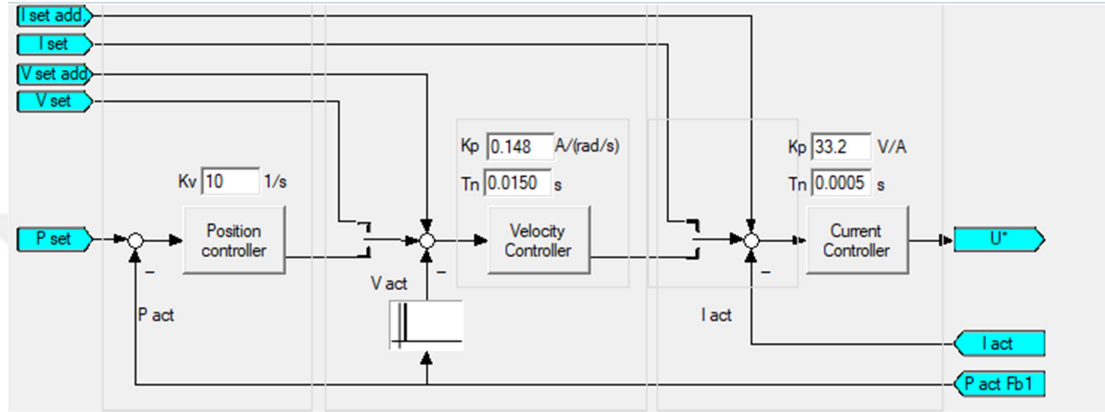 I set add.
I set
V set add
V set
Kp 0.148 A/(rad/s)
Kp 33.2 V/A
Kv 10 1/s
Tn 0.0150 s
Tn 0.0005 s
P set
Position
controller
Velocity
Controller
Current
Controller
U*
–
–
–
V act
P act
I act
I act
P act Fb1